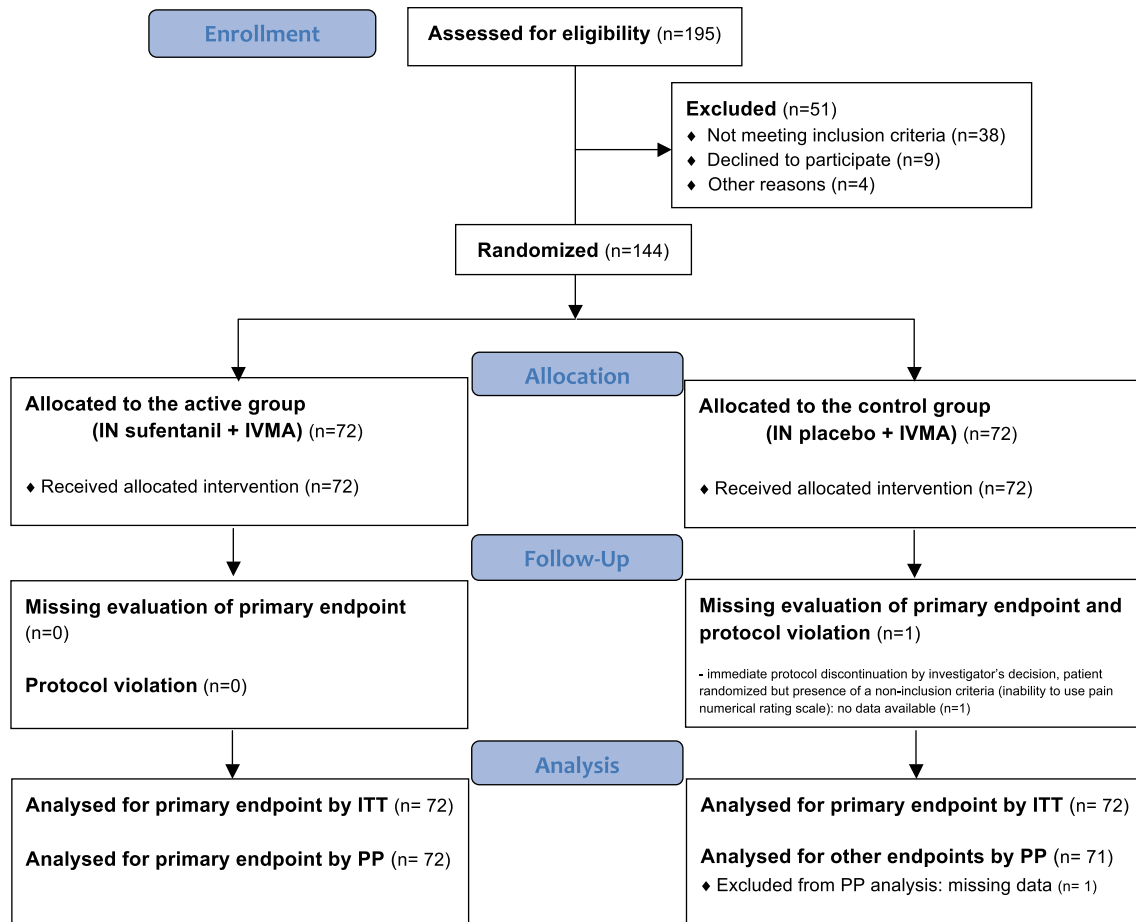 Enrollment
Assessed for eligibility (n=195)
Excluded (n=51)
♦ Not meeting inclusion criteria (n=38)
♦ Declined to participate (n=9)
♦ Other reasons (n=4)
Randomized (n=144)
Allocation
Allocated to the active group
(IN sufentanil + IVMA) (n=72)
♦ Received allocated intervention (n=72)
Allocated to the control group
(IN placebo + IVMA) (n=72)
♦ Received allocated intervention (n=72)
Follow-Up
Missing evaluation of primary endpoint
(n=0)
Protocol violation (n=0)
Missing evaluation of primary endpoint and
protocol violation (n=1)
- immediate protocol discontinuation by investigator's decision, patient
randomized but presence of a non-inclusion criteria (inability to use pain
numerical rating scale): no data available (n=1)
Analysis
Analysed for primary endpoint by ITT (n= 72)
Analysed for primary endpoint by PP (n= 72)
Analysed for primary endpoint by ITT (n= 72)
Analysed for other endpoints by PP (n= 71)
♦ Excluded from PP analysis: missing data (n= 1)